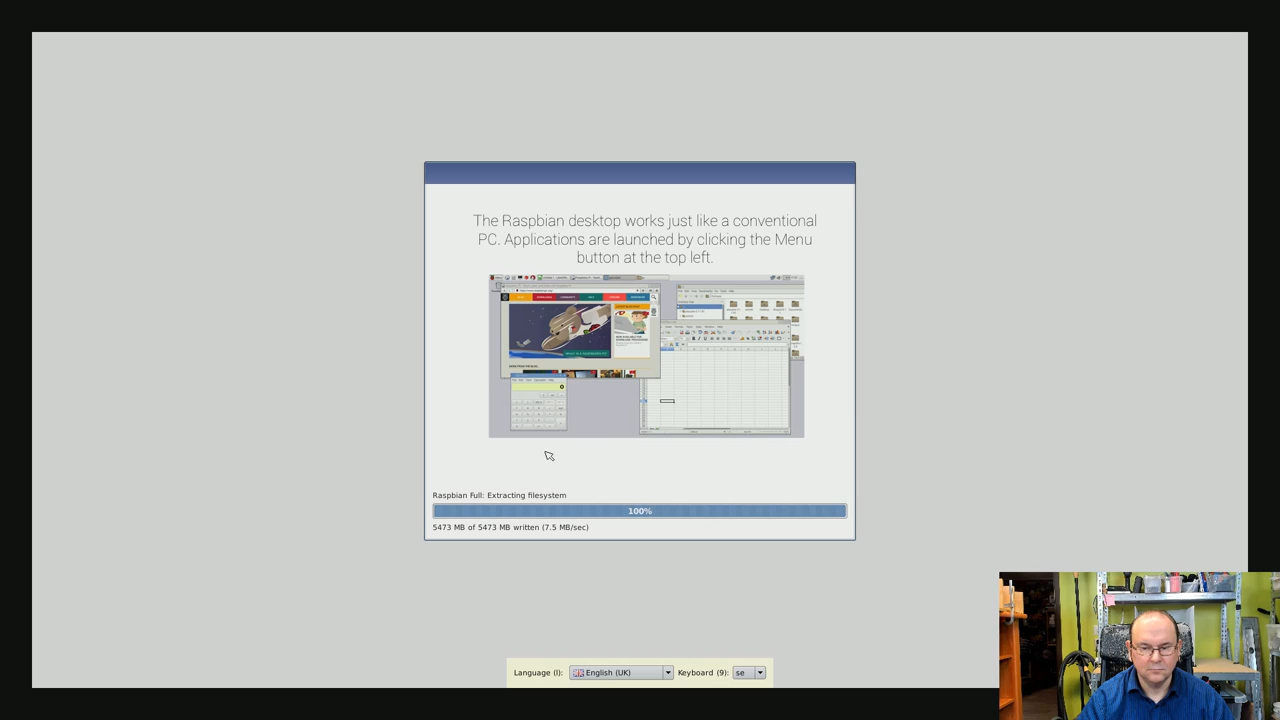 The Raspbian desktop works just like a conventional
PC. Applications are launched by clicking the Menu
button at the top left.
Raspbian Full: Extracting filesystem
100%
5473 MB of 5473 MB written (7.5 MB/sec)
Language (l): English (UK) Keyboard (9): se